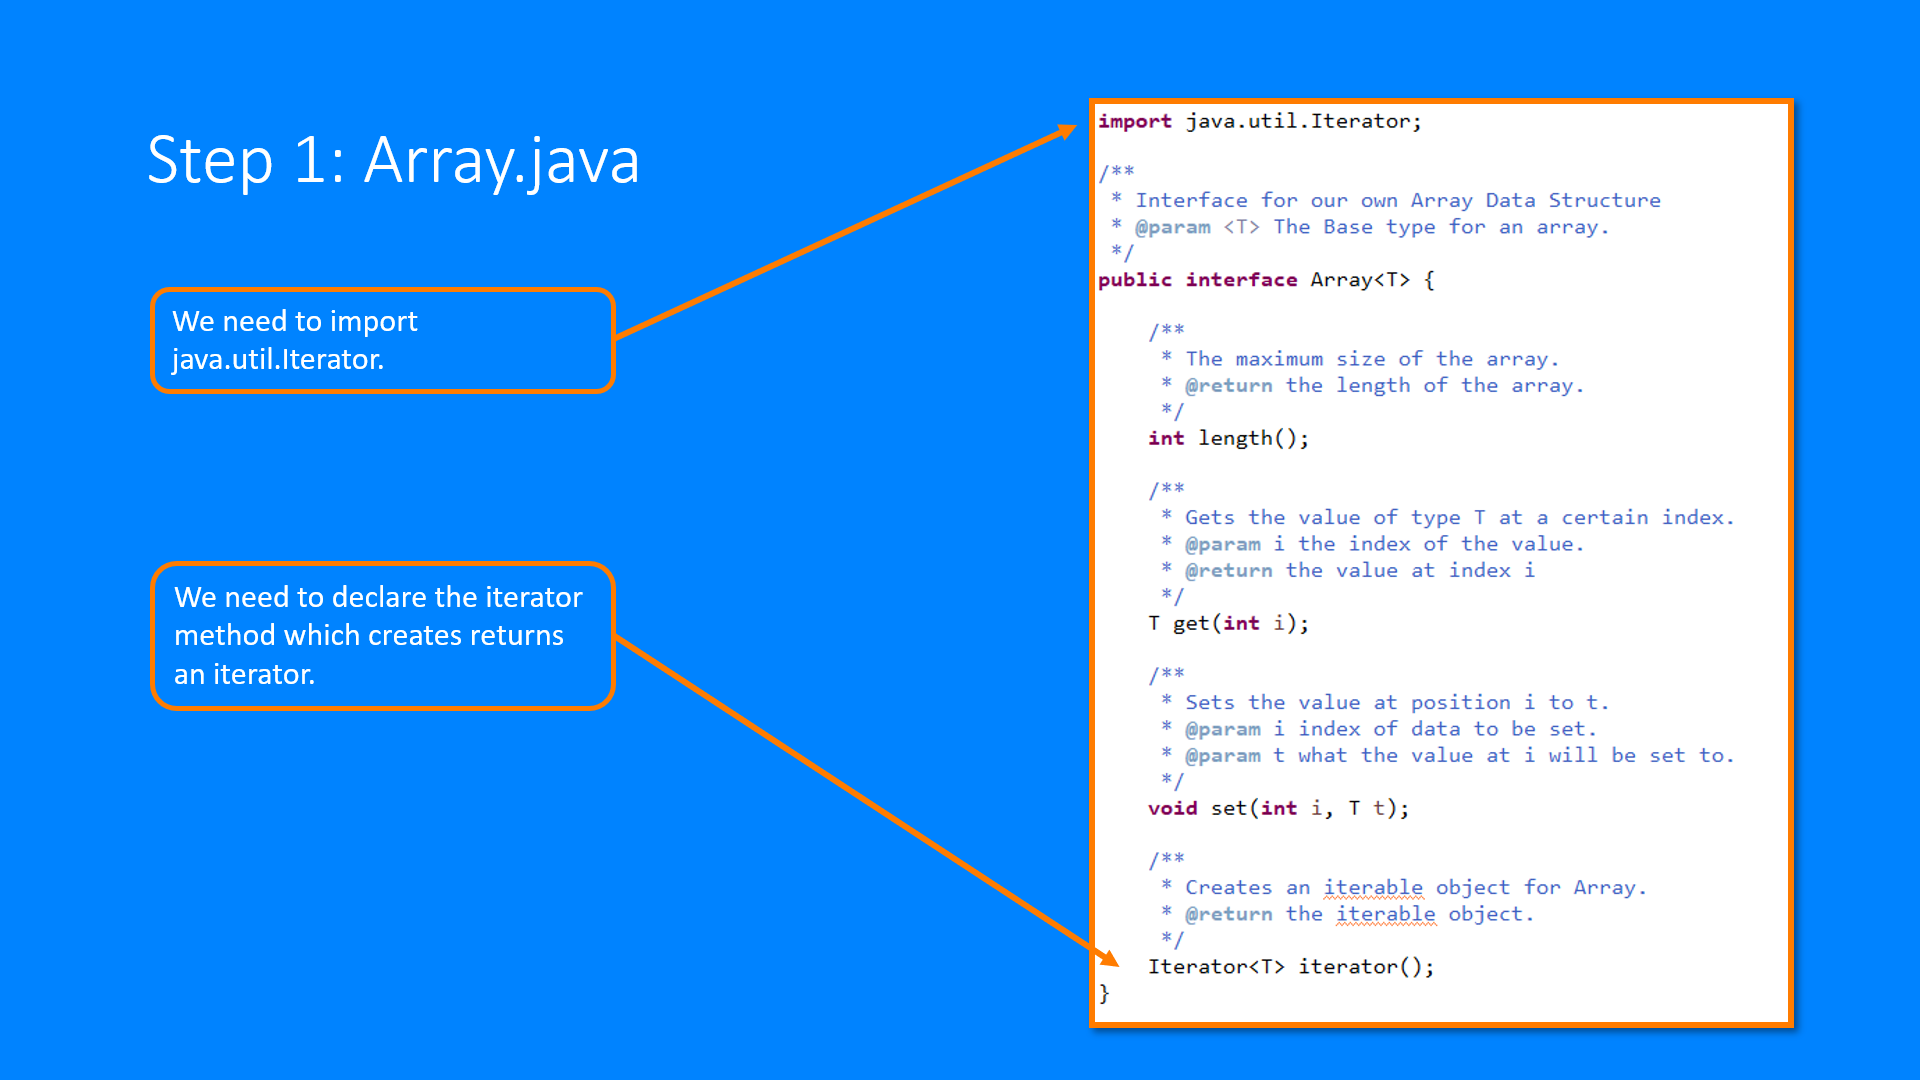 Step 1: Array.java
We need to import
java.util.Iterator.
We need to declare the iterator
method which creates returns
an iterator.
import java.util.Iterator;
/**
 * Interface for our own Array Data Structure
 * @param <T> The Base type for an array.
 */
public interface Array<T> {
    /**
     * The maximum size of the array.
     * @return the length of the array.
     */
    int length();
    /**
     * Gets the value of type T at a certain index.
     * @param i the index of the value.
     * @return the value at index i
     */
    T get(int i);
    /**
     * Sets the value at position i to t.
     * @param i index of data to be set.
     * @param t what the value at i will be set to.
     */
    void set(int i, T t);
    /**
     * Creates an iterable object for Array.
     * @return the iterable object.
     */
    Iterator<T> iterator();
}